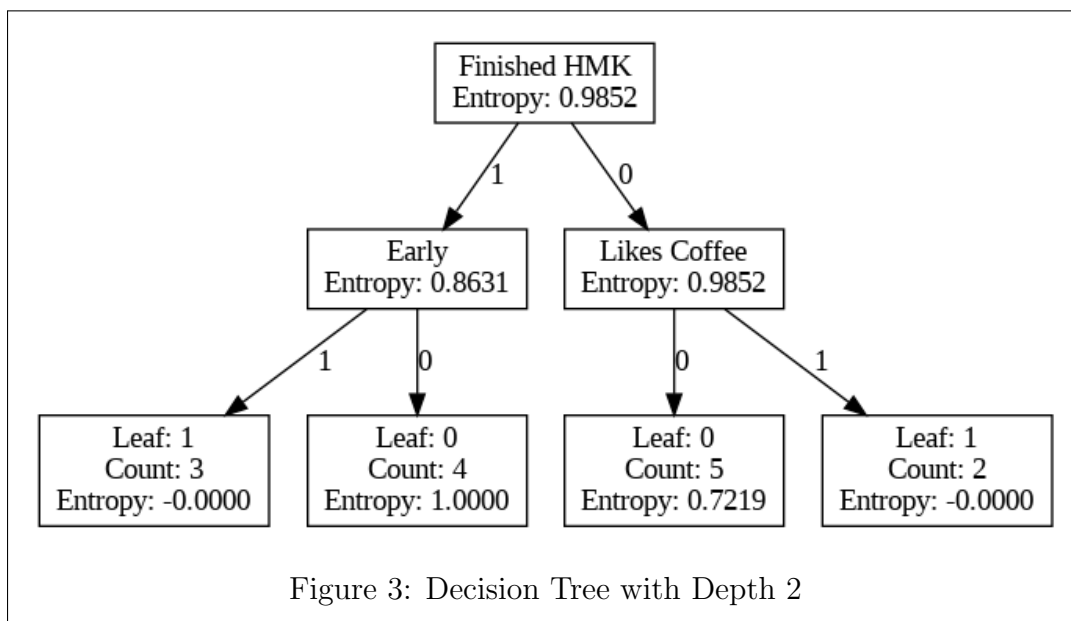 Finished HMK
Entropy: 0.9852
1
0
Early
Entropy: 0.8631
Likes Coffee
Entropy: 0.9852
1
0
0
1
Leaf: 1
Count: 3
Entropy: -0.0000
Leaf: 0
Count: 4
Entropy: 1.0000
Leaf: 0
Count: 5
Entropy: 0.7219
Leaf: 1
Count: 2
Entropy: -0.0000
Figure 3: Decision Tree with Depth 2